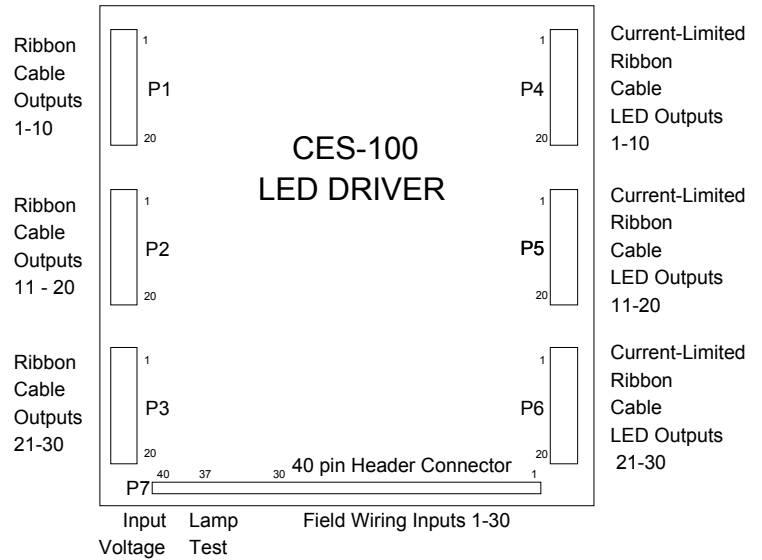 Ribbon
Cable
Outputs
1-10
1
P1
20
1
P4
20
Current-Limited
Ribbon
Cable
LED Outputs
1-10
CES-100
LED DRIVER
Ribbon
Cable
Outputs
11 - 20
1
P2
20
1
P5
20
Current-Limited
Ribbon
Cable
LED Outputs
11-20
Ribbon
Cable
Outputs
21-30
1
P3
20
1
P6
20
Current-Limited
Ribbon
Cable
LED Outputs
21-30
40 37 30 40 pin Header Connector 1
P7
Input Lamp Field Wiring Inputs 1-30
Voltage Test